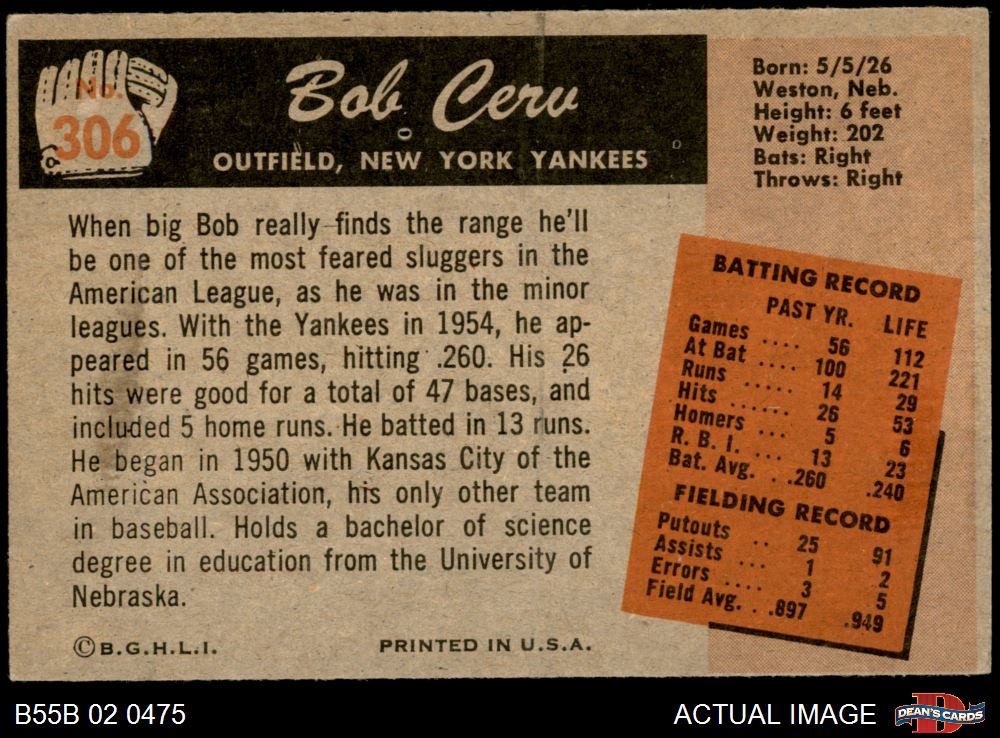 No.
306
Bob Cerv
OUTFIELD, NEW YORK YANKEES
Born: 5/5/26
Weston, Neb.
Height: 6 feet
Weight: 202
Bats: Right
Throws: Right
When big Bob really finds the range he'll
be one of the most feared sluggers in the
American League, as he was in the minor
leagues. With the Yankees in 1954, he ap-
peared in 56 games, hitting .260. His 26
hits were good for a total of 47 bases, and
included 5 home runs. He batted in 13 runs.
He began in 1950 with Kansas City of the
American Association, his only other team
in baseball. Holds a bachelor of science
degree in education from the University of
Nebraska.
BATTING RECORD
PAST YR. LIFE
Games .... 56 112
At Bat .... 100 221
Runs ..... 14 29
Hits ...... 26 53
Homers ... 5 6
R. B. I. ... 13 23
Bat. Avg. ..260 .240
FIELDING RECORD
Putouts .. 25 91
Assists 1 2
Errors .... 3 5
Field Avg. ..897 .949
©B.G.H.L.I. PRINTED IN U.S.A.
B55B 02 0475 ACTUAL IMAGE D DEAN'S CARDS